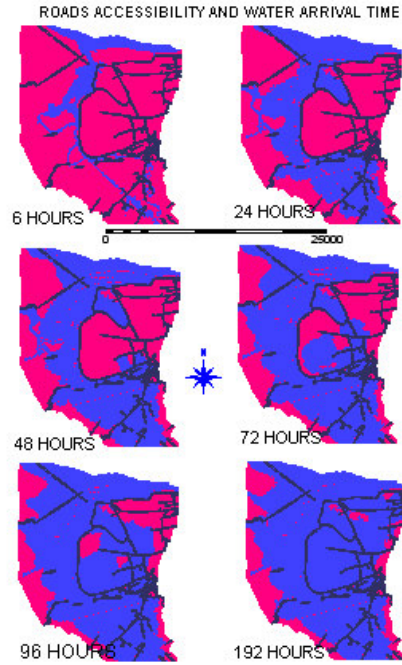 ROADS ACCESSIBILITY AND WATER ARRIVAL TIME
6 HOURS
24 HOURS
0 25000
N
48 HOURS
72 HOURS
96 HOURS
192 HOURS